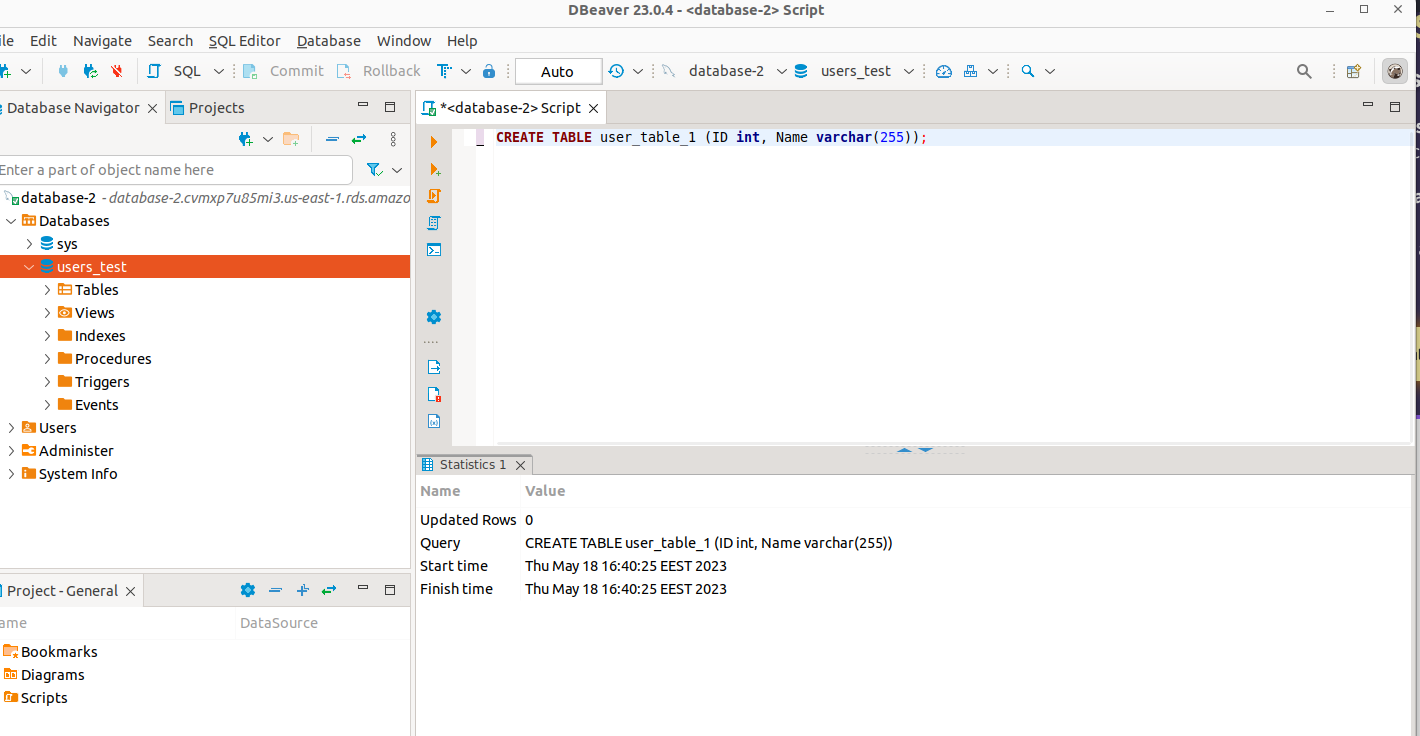 DBeaver 23.0.4 - <database-2> Script
ile Edit Navigate Search SQL Editor Database Window Help
SQL Commit Rollback Auto database-2 users_test
Database Navigator Projects
*<database-2> Script
CREATE TABLE user_table_1 (ID int, Name varchar(255));
Enter a part of object name here
database-2 - database-2.cvmxp7u85mi3.us-east-1.rds.amazo
Databases
sys
users_test
Tables
Views
Indexes
Procedures
Triggers
Events
Users
Administer
System Info
Statistics 1
Name Value
Updated Rows 0
Query CREATE TABLE user_table_1 (ID int, Name varchar(255))
Start time Thu May 18 16:40:25 EEST 2023
Finish time Thu May 18 16:40:25 EEST 2023
Project - General
ame DataSource
Bookmarks
Diagrams
Scripts